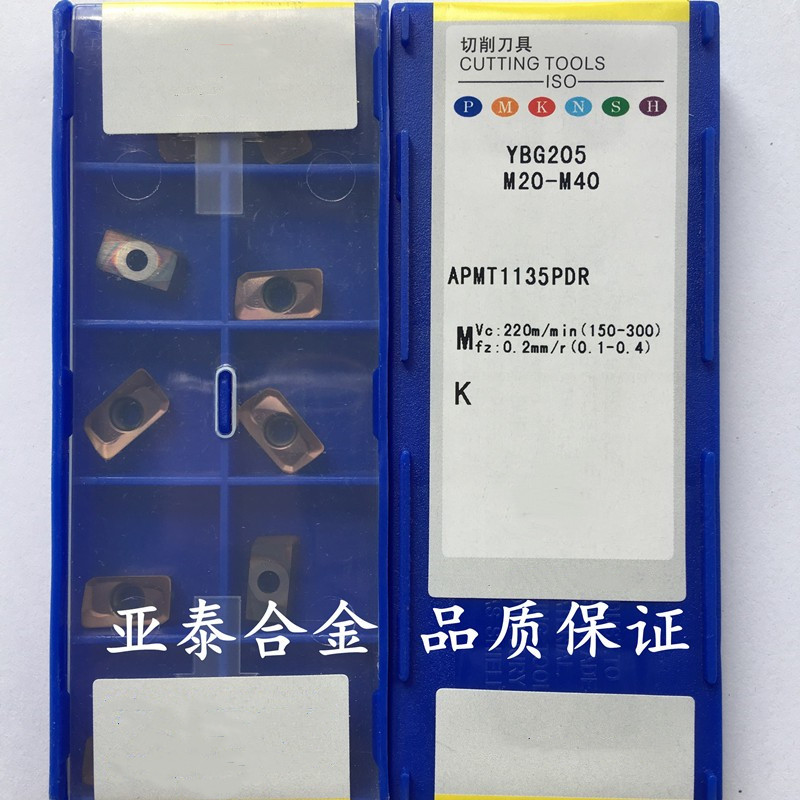 切削刀具
CUTTING TOOLS
ISO
P M K N S H
YBG205
M20-M40
APMT1135PDR
M Vc:220m/min(150-300)
fz:0.2mm/r(0.1-0.4)
K
亚泰合金 品质保证